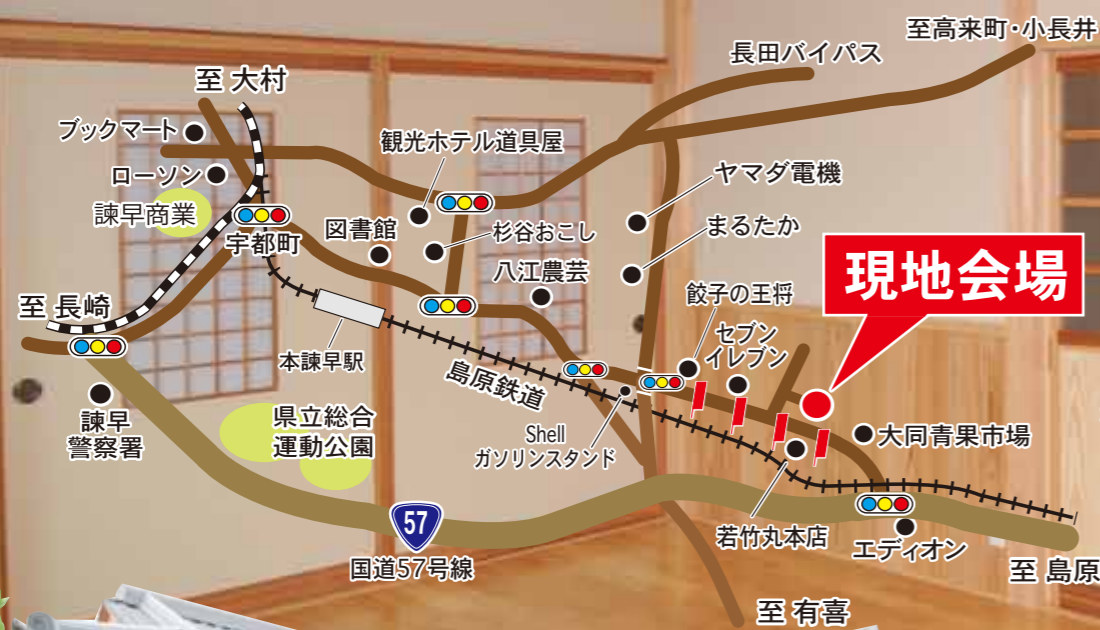 至高来町・小長井
長田バイパス
至 大村
ブックマート
観光ホテル道具屋
ローソン
ヤマダ電機
諫早商業
宇都町
図書館
杉谷おこし
まるたか
八江農芸
現地会場
至 長崎
餃子の王将
セブン
イレブン
本諫早駅
島原鉄道
諫早
警察署
県立総合
運動公園
Shell
ガソリンスタンド
大同青果市場
57
国道57号線
若竹丸本店
エディオン
至 島原
至 有喜